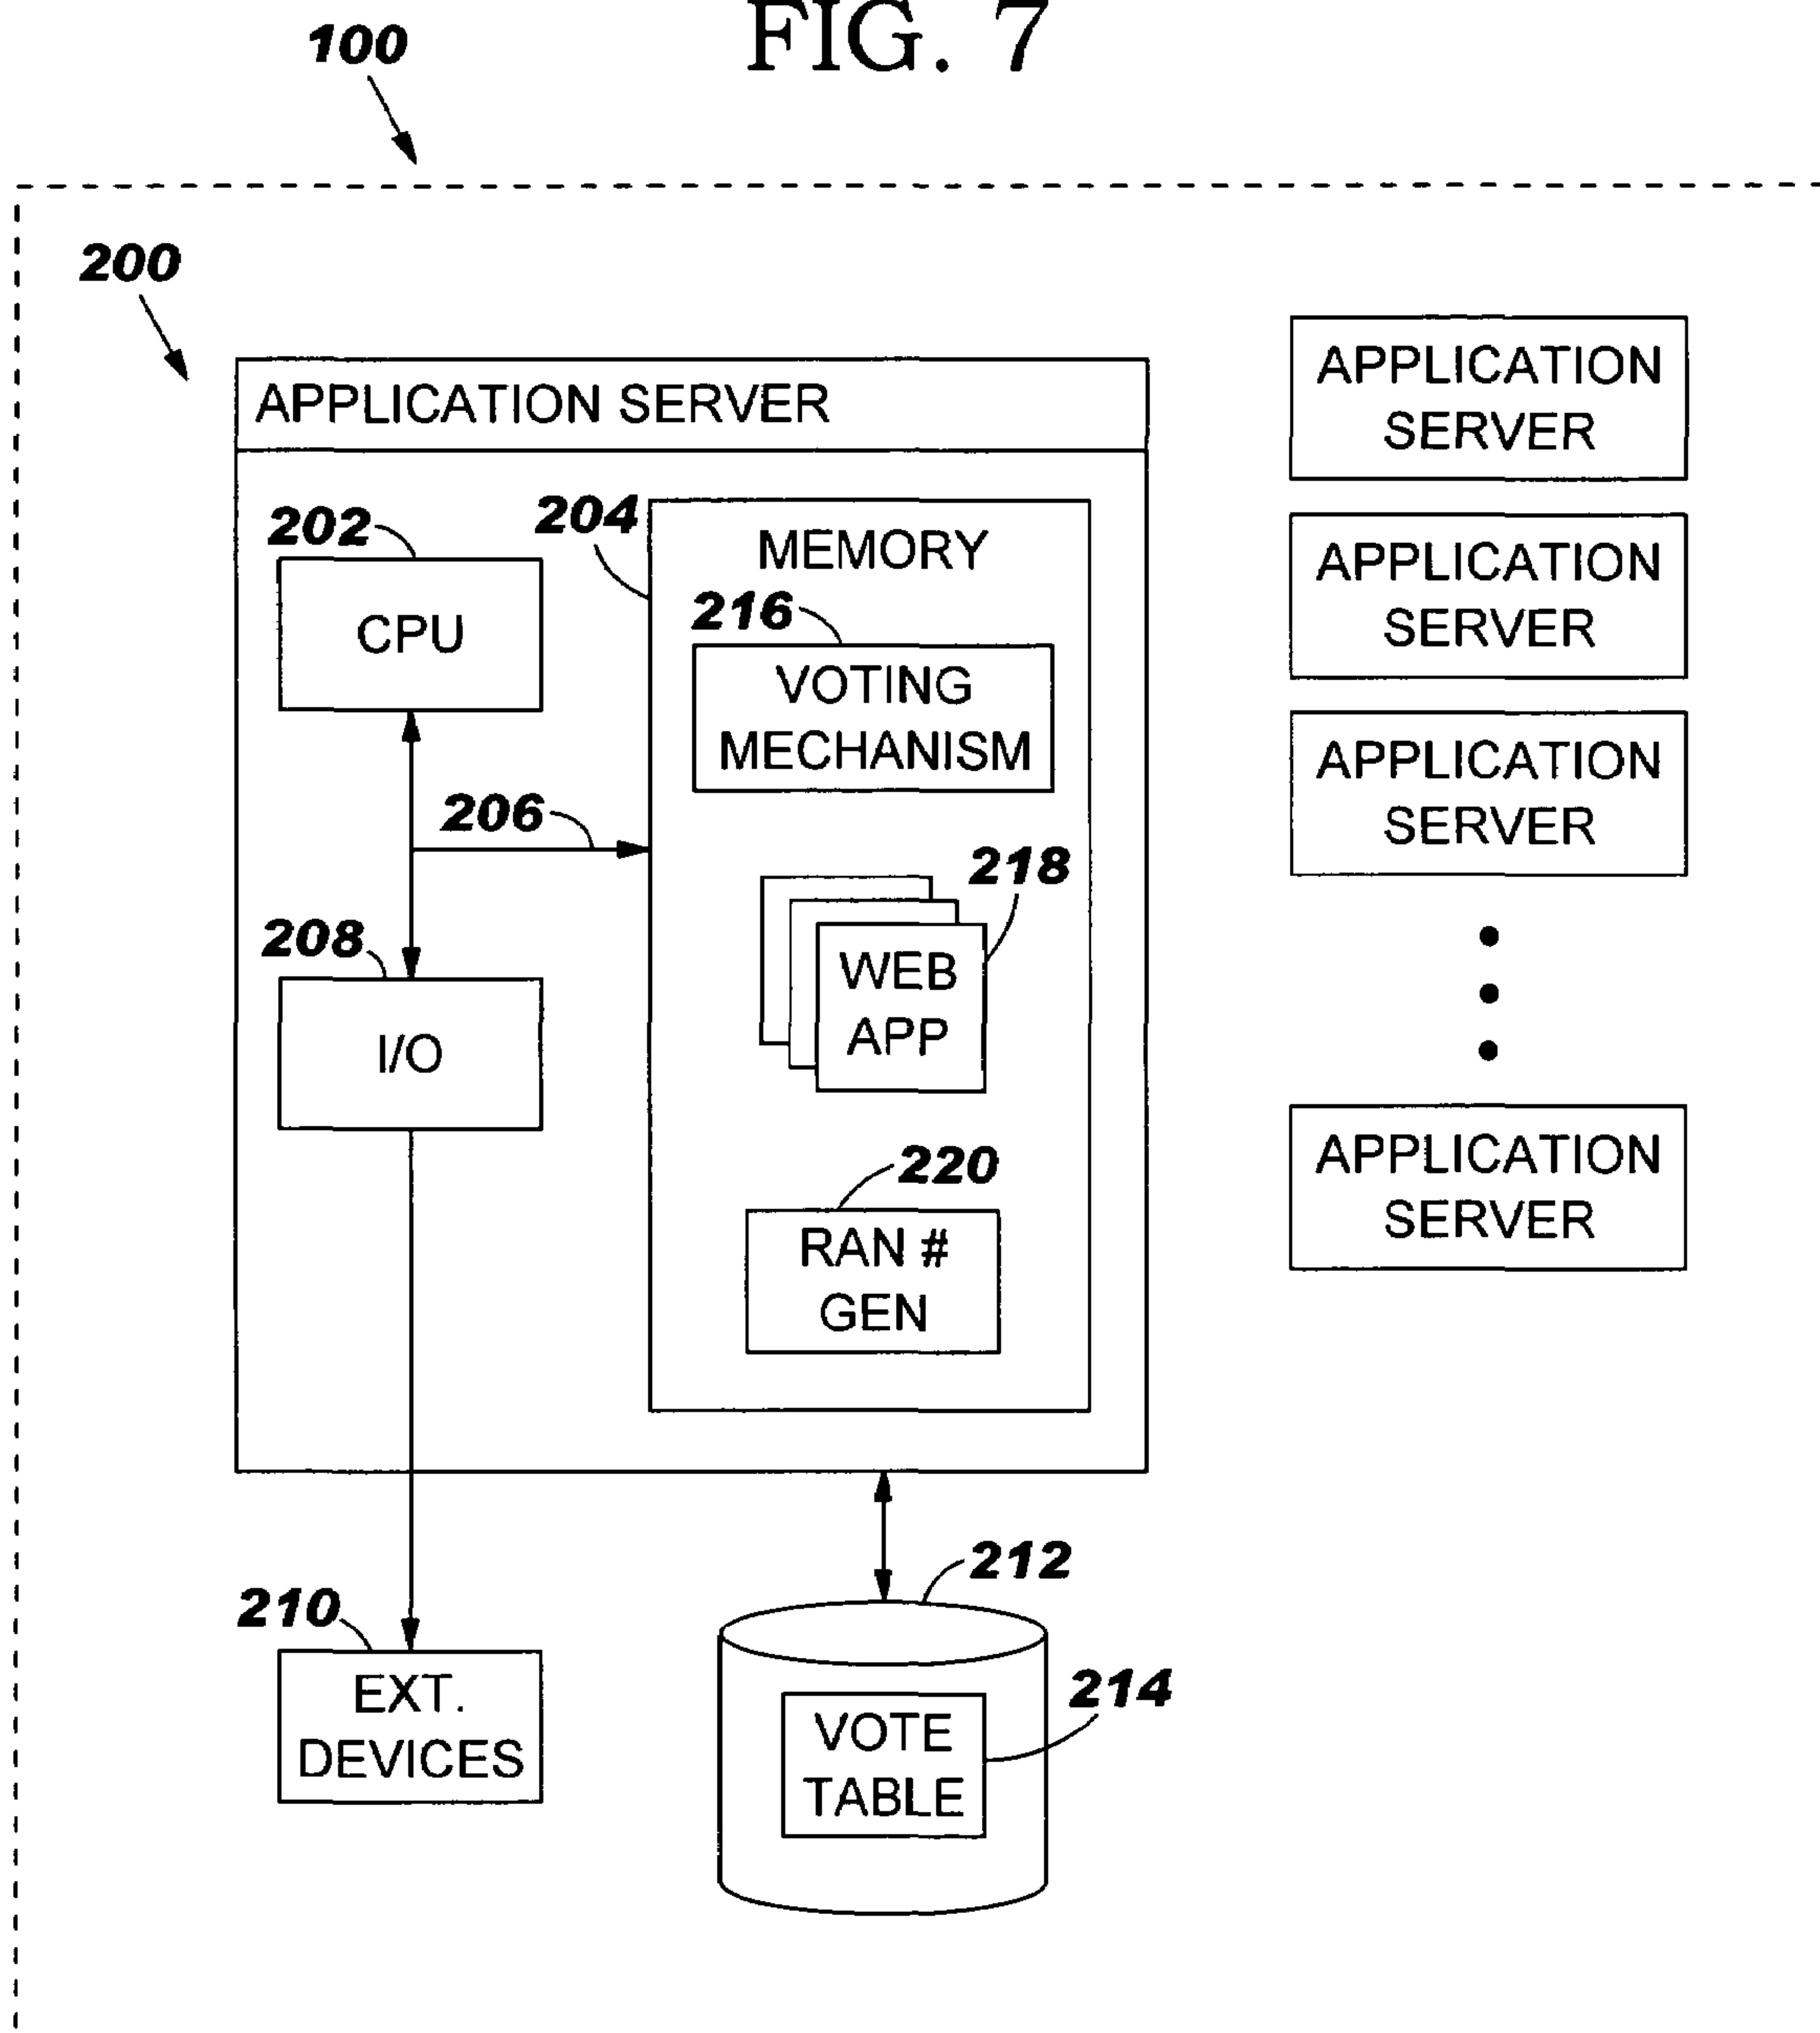 FIG. 7
100
200
APPLICATION SERVER
202
CPU
204
MEMORY
216
VOTING
MECHANISM
206
218
WEB
APP
208
I/O
220
RAN #
GEN
210
EXT.
DEVICES
212
214
VOTE
TABLE
APPLICATION
SERVER
APPLICATION
SERVER
APPLICATION
SERVER
APPLICATION
SERVER